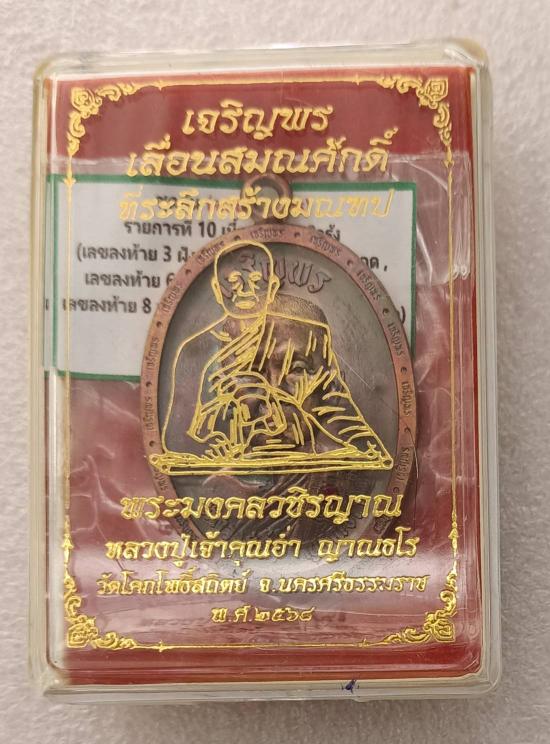 เจริญพร
เลื่อนสมณศักดิ์
ที่ระลึกสร้างมณฑป
รายการที่ 10
(เลขลงท้าย 3
เลขลงท้าย 6
เลขลงท้าย 8
เจริญพร
พระมงคลวชิรญาณ
หลวงปู่เจ้าคุณอ่ำ ญาณธโร
วัดโคกโพธิ์สถิตย์ จ.นครศรีธรรมราช
พ.ศ.๒๕๖๘